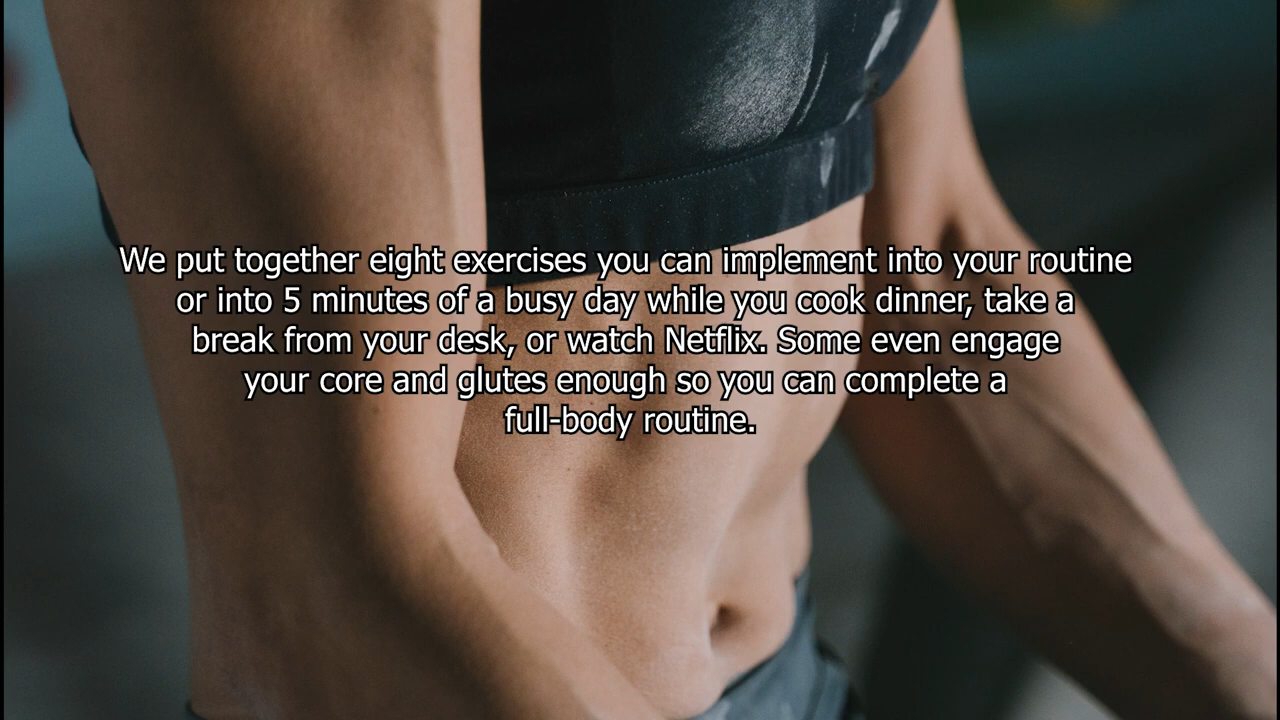 We put together eight exercises you can implement into your routine
or into 5 minutes of a busy day while you cook dinner, take a
break from your desk, or watch Netflix. Some even engage
your core and glutes enough so you can complete a
full-body routine.